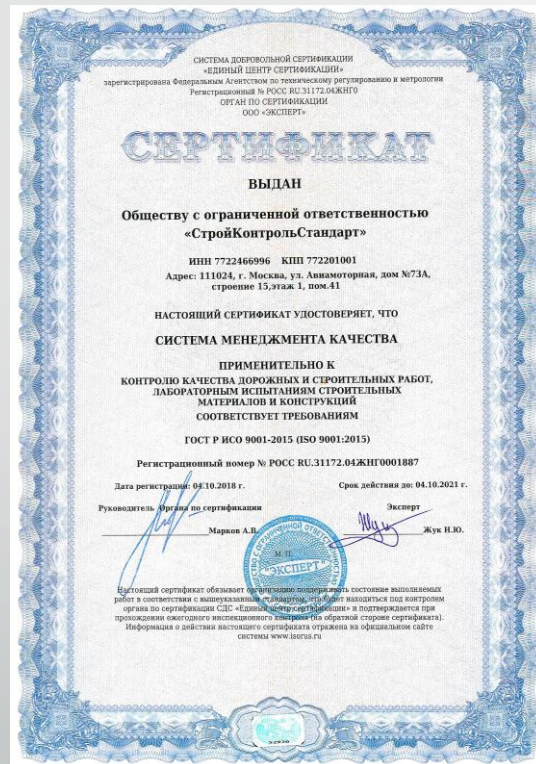 СИСТЕМА ДОБРОВОЛЬНОЙ СЕРТИФИКАЦИИ
«ЕДИНЫЙ ЦЕНТР СЕРТИФИКАЦИИ»
зарегистрирована Федеральным Агентством по техническому регулированию и метрологии
Регистрационный № РОСС RU.31172.04ЖНГ0
ОРГАН ПО СЕРТИФИКАЦИИ
ООО «ЭКСПЕРТ»
СЕРТИФИКАТ
ВЫДАН
Обществу с ограниченной ответственностью
«СтройКонтрольСтандарт»
ИНН 7722466996 КПП 772201001
Адрес: 111024, г. Москва, ул. Авиамоторная, дом №73А,
строение 15,этаж 1, пом.41
НАСТОЯЩИЙ СЕРТИФИКАТ УДОСТОВЕРЯЕТ, ЧТО
СИСТЕМА МЕНЕДЖМЕНТА КАЧЕСТВА
ПРИМЕНИТЕЛЬНО К
КОНТРОЛЮ КАЧЕСТВА ДОРОЖНЫХ И СТРОИТЕЛЬНЫХ РАБОТ,
ЛАБОРАТОРНЫМ ИСПЫТАНИЯМ СТРОИТЕЛЬНЫХ
МАТЕРИАЛОВ И КОНСТРУКЦИЙ
СООТВЕТСТВУЕТ ТРЕБОВАНИЯМ
ГОСТ Р ИСО 9001-2015 (ISO 9001:2015)
Регистрационный номер № РОСС RU.31172.04ЖНГ0001887
Дата регистрации: 04.10.2018 г. Срок действия до: 04.10.2021 г.
Руководитель Органа по сертификации Эксперт
Марков А.В. Жук Н.Ю.
М. П.
"ЭКСПЕРТ"
Настоящий сертификат обязывает организацию поддерживать состояние выполняемых
работ в соответствии с вышеуказанным стандартом, что будет находиться под контролем
органа по сертификации СДС «Единый центр сертификации» и подтверждается при
прохождении ежегодного инспекционного контроля (на обратной стороне сертификата).
Информация о действии настоящего сертификата отражена на официальном сайте
системы www.isorus.ru